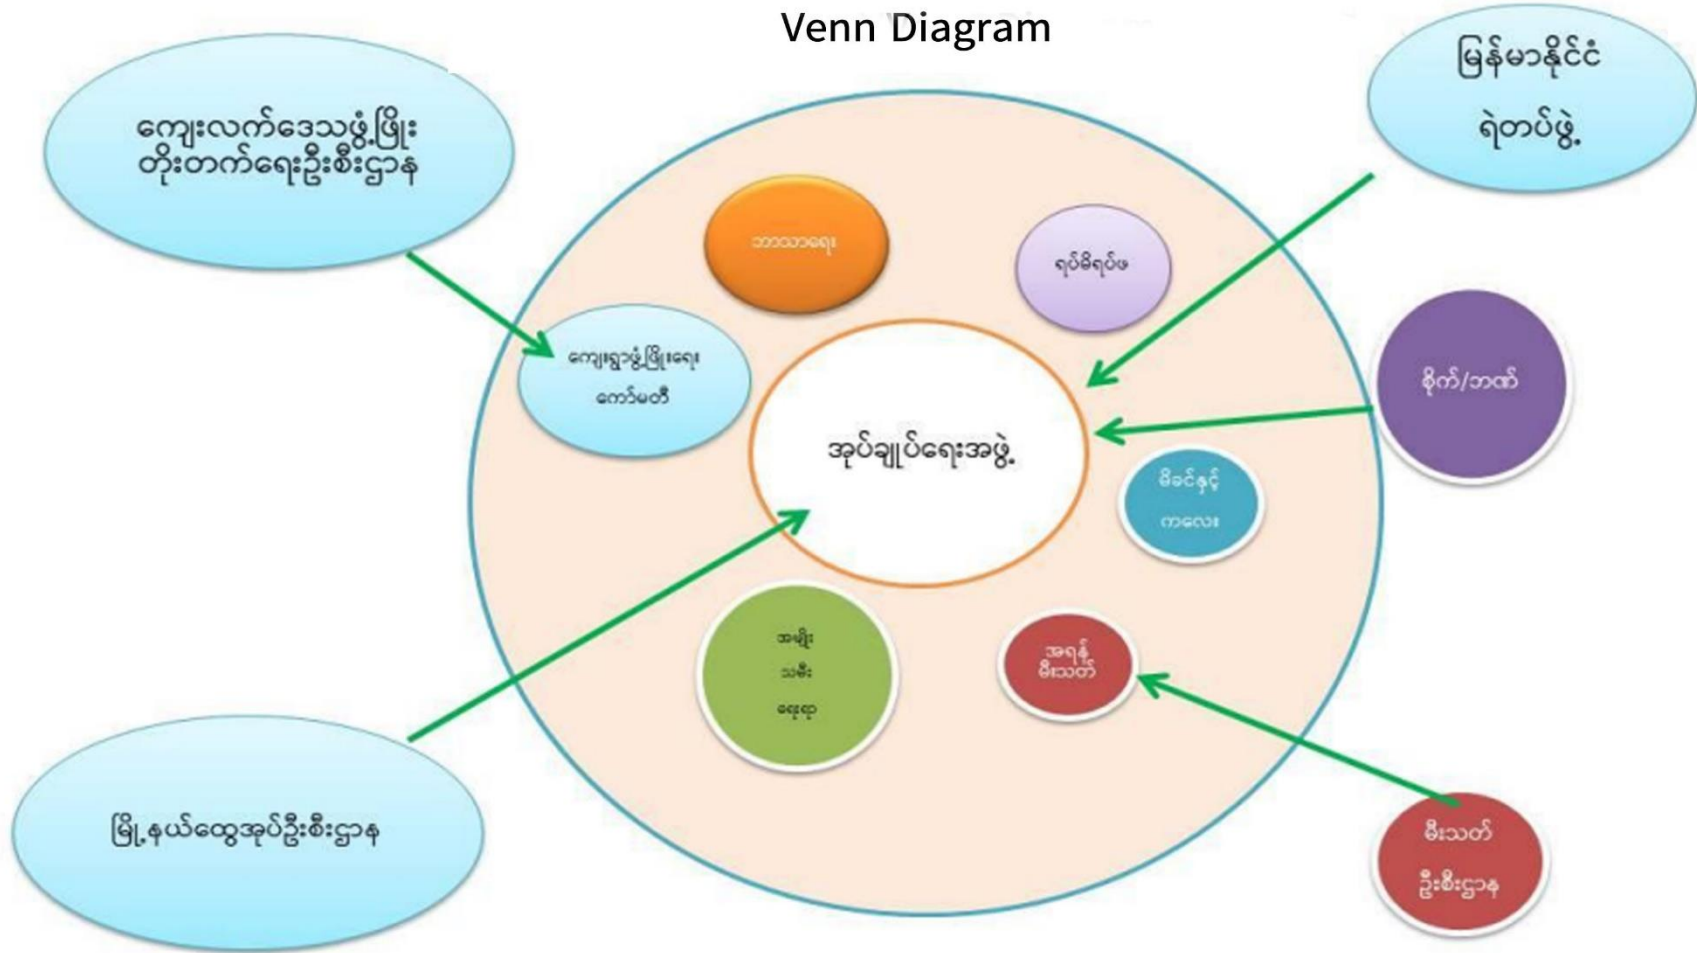 Venn Diagram
ကျေးလက်ဒေသဖွံ့ဖြိုး
တိုးတက်ရေးဦးစီးဌာန
မြန်မာနိုင်ငံ
ရဲတပ်ဖွဲ့
ဘာသာရေး
ရပ်မိရပ်ဖ
ကျေးရွာဖွံ့ဖြိုးရေး
ကော်မတီ
စိုက်/ဘဏ်
အုပ်ချုပ်ရေးအဖွဲ့
မိခင်နှင့်
ကလေး
အမျိုး
သမီး
ရေးရာ
အရန်
မီးသတ်
မြို့နယ်ထွေအုပ်ဦးစီးဌာန
မီးသတ်
ဦးစီးဌာန